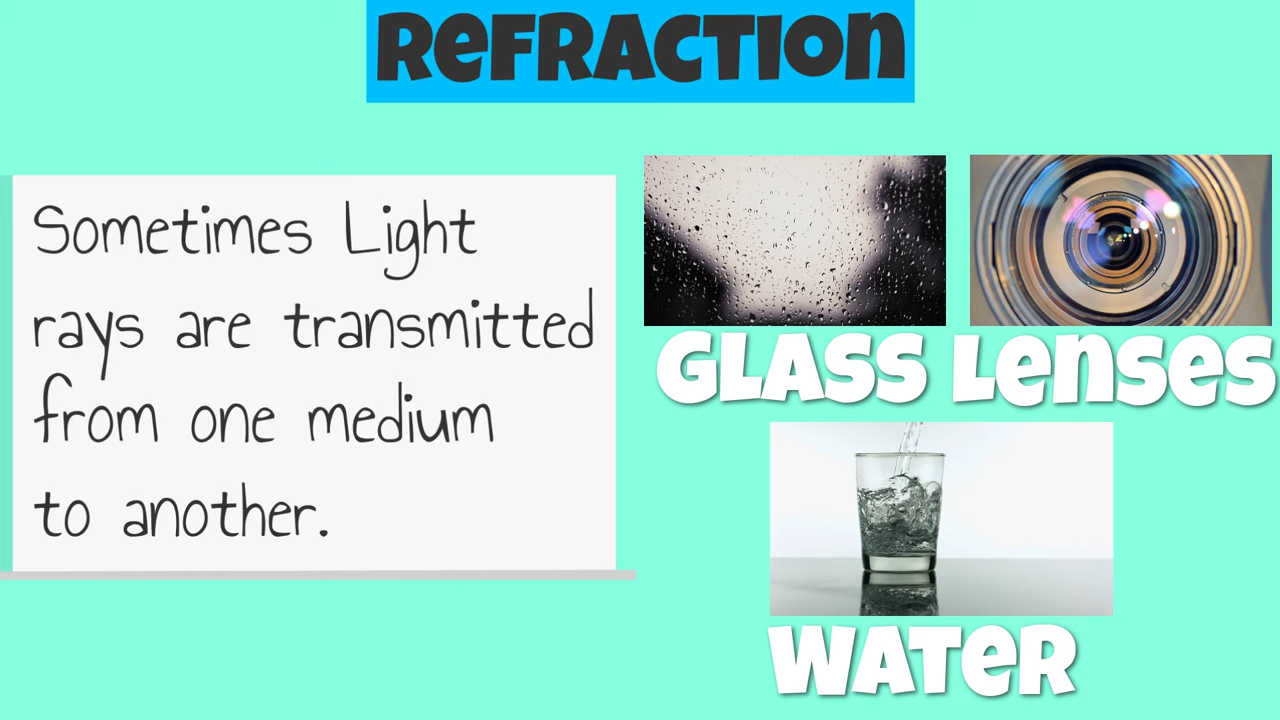 ReFRACTION
Sometimes Light
rays are transmitted
from one medium
to another.
GLASS Lenses
WATeR